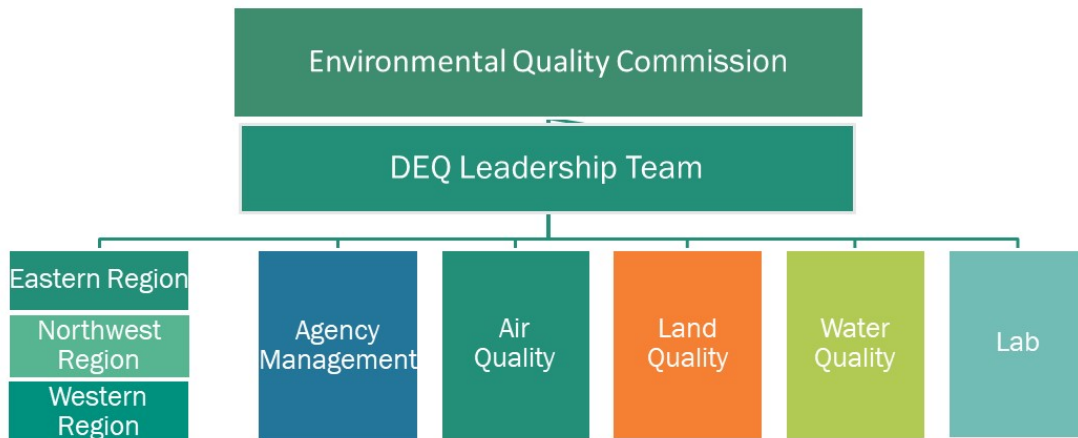 Environmental Quality Commission
DEQ Leadership Team
Eastern Region
Northwest
Region
Western
Region
Agency
Management
Air
Quality
Land
Quality
Water
Quality
Lab